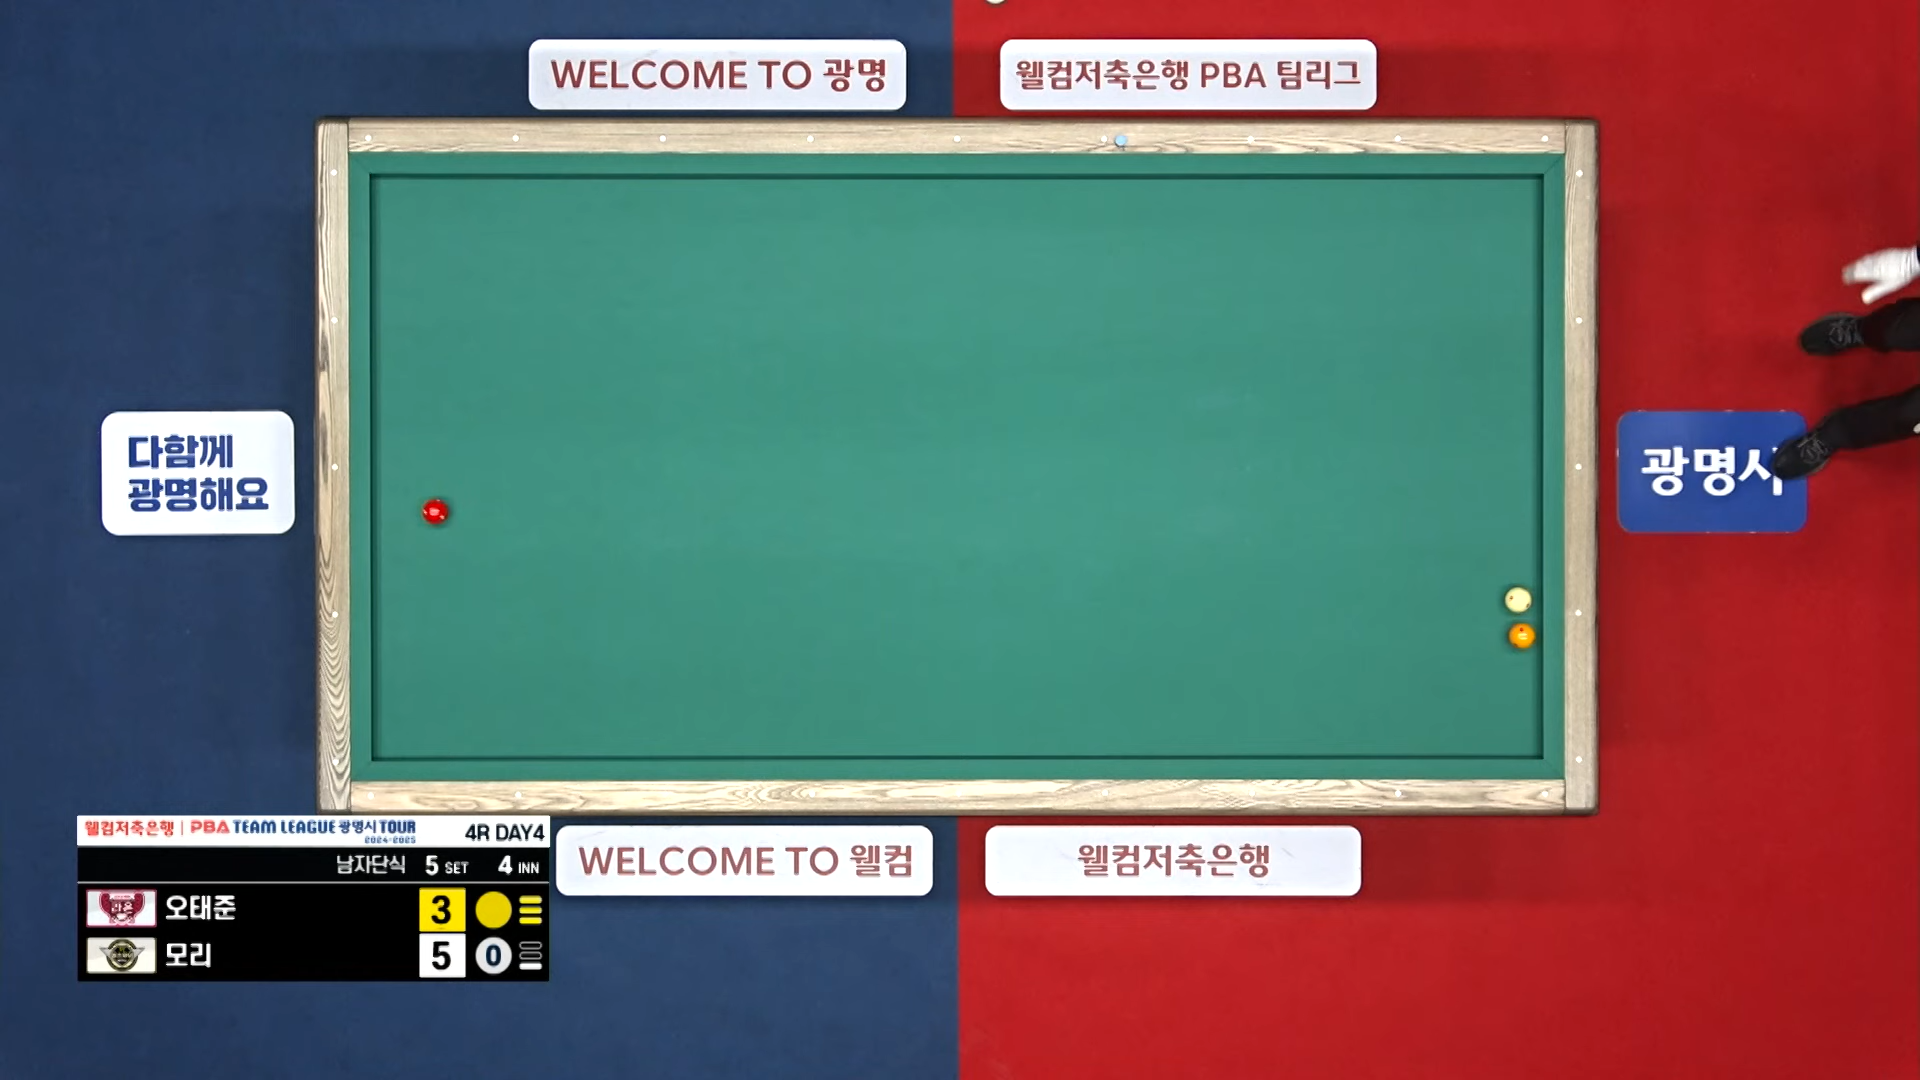 WELCOME TO 광명
웰컴저축은행 PBA 팀리그
다함께
광명해요
광명시
웰컴저축은행 | PBA TEAM LEAGUE 광명시 TOUR
2024-2025
4R DAY4
남자단식 5 SET 4 INN
오태준 3
모리 5 0
WELCOME TO 웰컴
웰컴저축은행